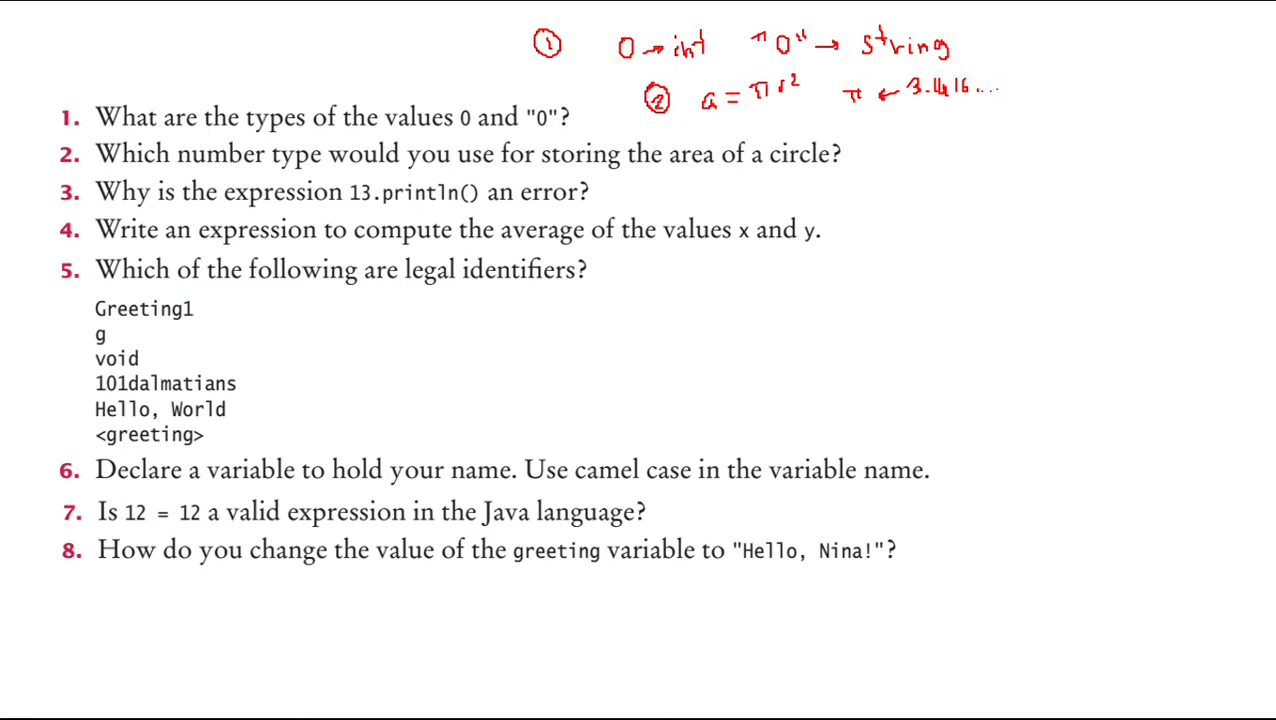 ① 0 → int "0" → string
② a = π r² π ← 3.1416...
1. What are the types of the values 0 and "0"?
2. Which number type would you use for storing the area of a circle?
3. Why is the expression 13.println() an error?
4. Write an expression to compute the average of the values x and y.
5. Which of the following are legal identifiers?
Greeting1
g
void
101dalmatians
Hello, World
<greeting>
6. Declare a variable to hold your name. Use camel case in the variable name.
7. Is 12 = 12 a valid expression in the Java language?
8. How do you change the value of the greeting variable to "Hello, Nina!"?